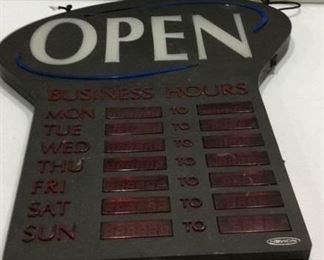 OPEN
BUSINESS HOURS
MON TO
TUE TO
WED TO
THU TO
FRI TO
SAT TO
SUN TO